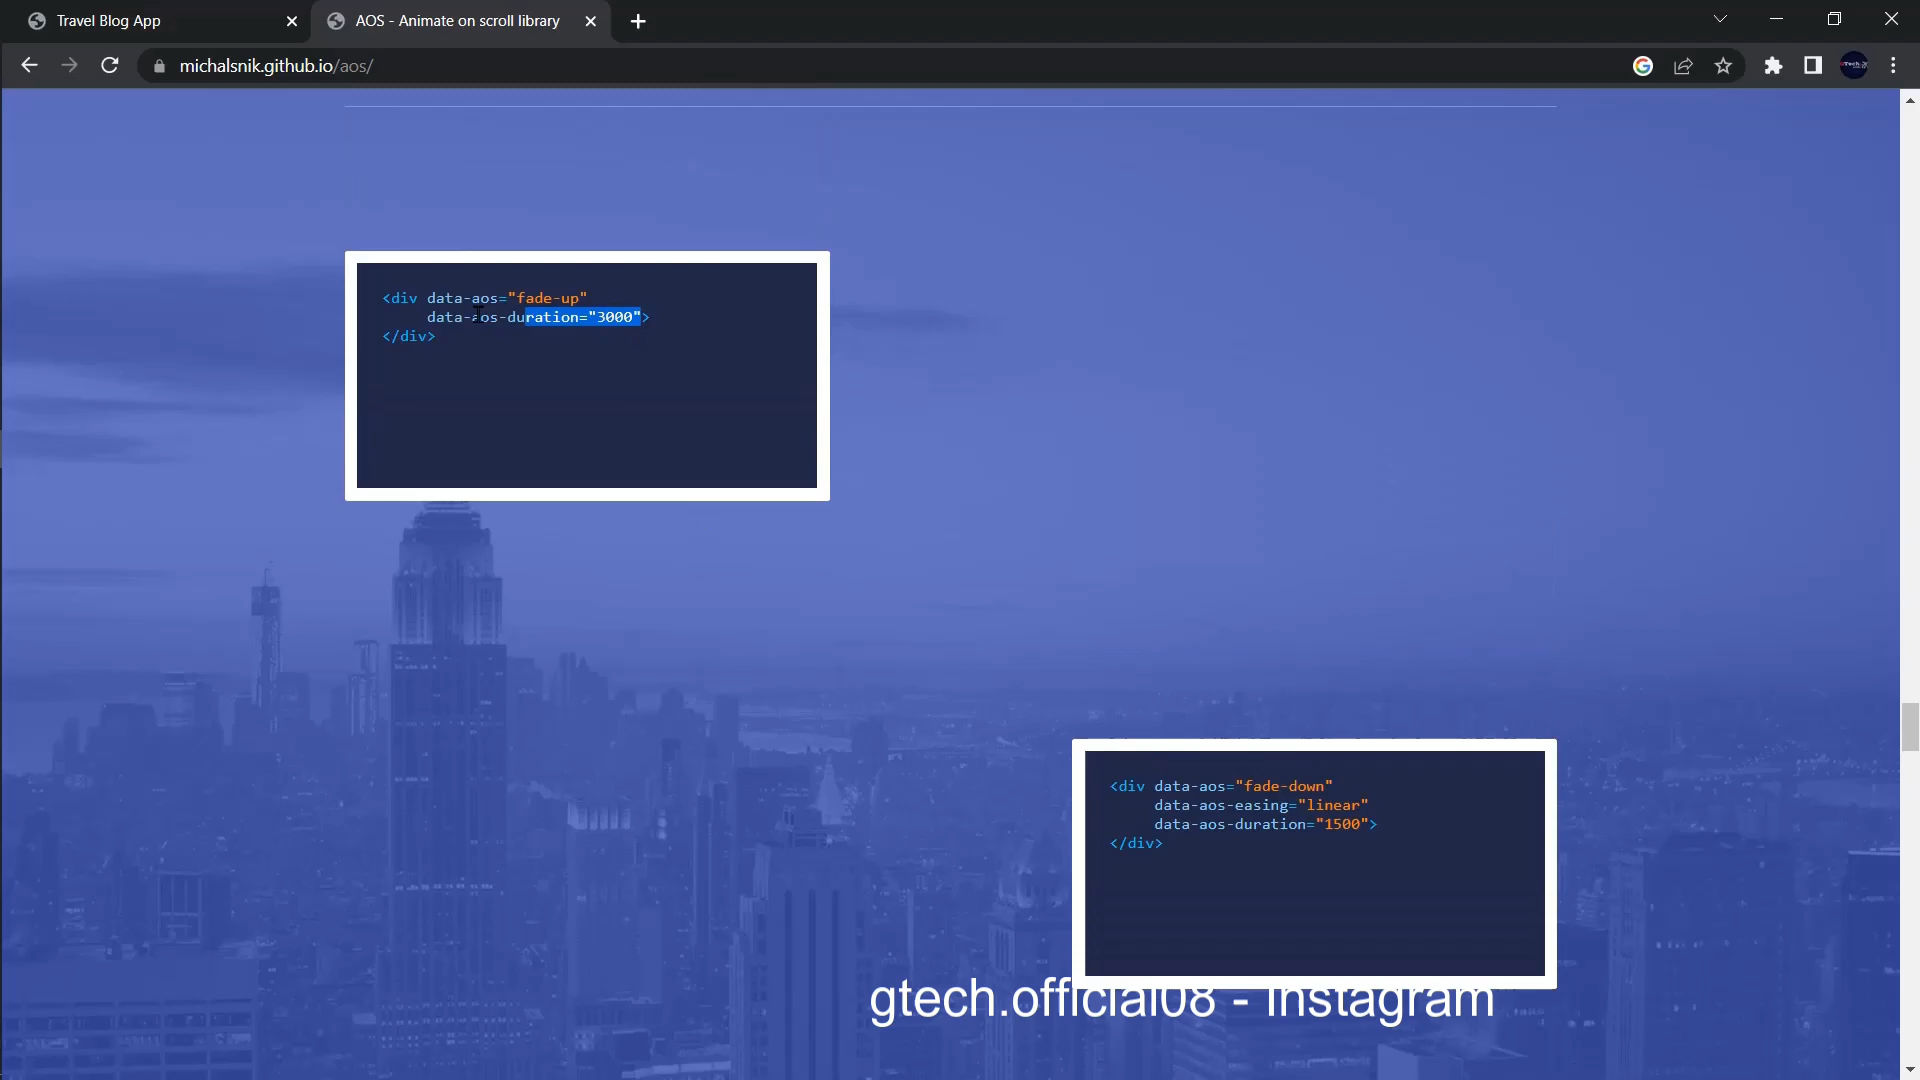 Travel Blog App
AOS - Animate on scroll library
michalsnik.github.io/aos/
<div data-aos="fade-up"
data-aos-duration="3000">
</div>
<div data-aos="fade-down"
data-aos-easing="linear"
data-aos-duration="1500">
</div>
gtech.official08 - Instagram